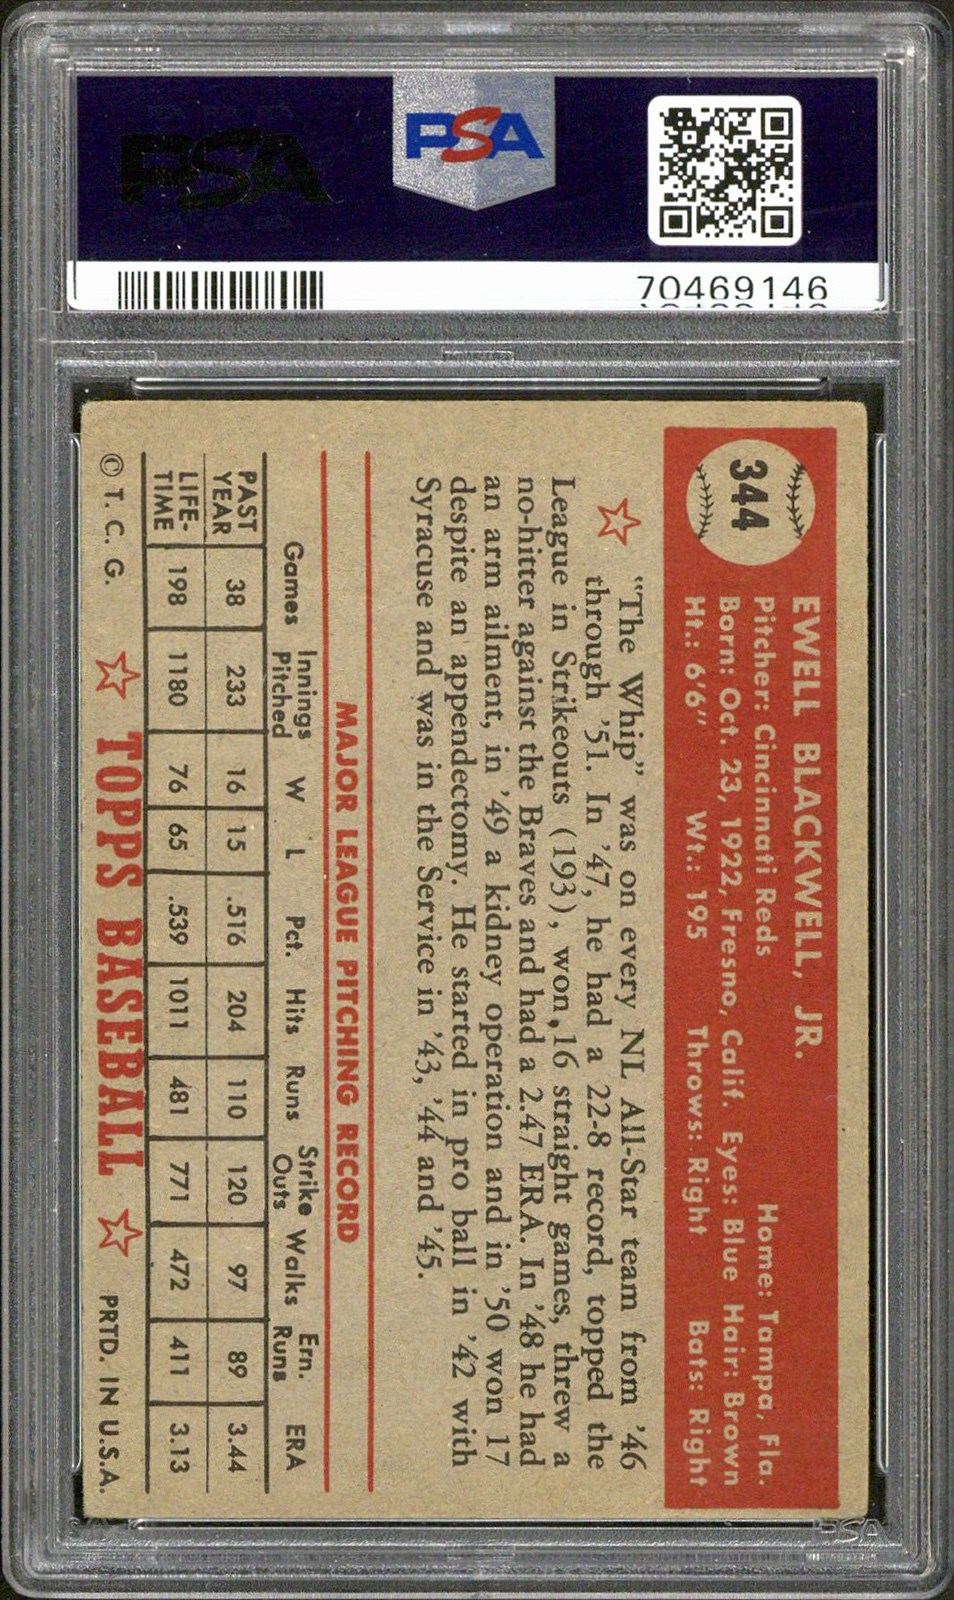 PSA
PSA
70469146
344
EWELL BLACKWELL, JR.
Pitcher: Cincinnati Reds Home: Tampa, Fla.
Born: Oct. 23, 1922, Fresno, Calif. Eyes: Blue Hair: Brown
Ht.: 6'6" Wt.: 195 Throws: Right Bats: Right
"The Whip" was on every NL All-Star team from '46
through '51. In '47, he had a 22-8 record, topped the
League in Strikeouts (193), won 16 straight games, threw a
no-hitter against the Braves and had a 2.47 ERA. In '48 he had
an arm ailment, in '49 a kidney operation and in '50 won 17
despite an appendectomy. He started in pro ball in '42 with
Syracuse and was in the Service in '43, '44 and '45.
MAJOR LEAGUE PITCHING RECORD
Games Innings Pitched W L Pct. Hits Runs Strike Outs Walks Ern. Runs ERA
PAST YEAR 38 233 16 15 .516 204 110 120 97 89 3.44
LIFE-TIME 198 1180 76 65 .539 1011 481 771 472 411 3.13
© T. C. G. TOPPS BASEBALL PRTD. IN U.S.A.
PSA